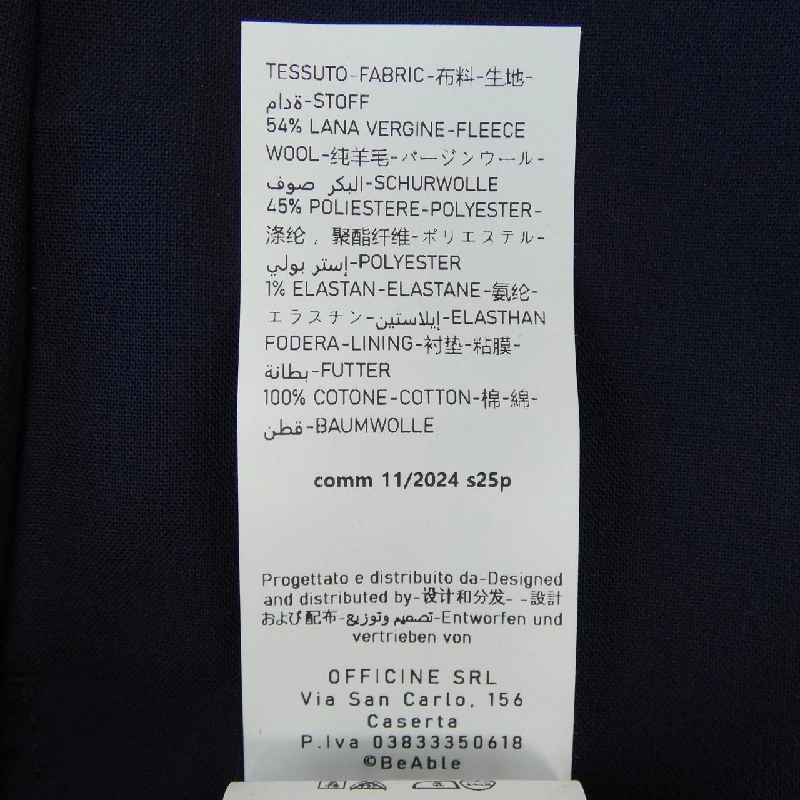 TESSUTO-FABRIC-布料-生地-
ةدام-STOFF
54% LANA VERGINE-FLEECE
WOOL-纯羊毛-バージンウール-
البكر صوف-SCHURWOLLE
45% POLIESTERE-POLYESTER-
涤纶，聚酯纤维-ポリエステル-
إستر بولي-POLYESTER
1% ELASTAN-ELASTANE-氨纶-
エラスチン-إيلاستين-ELASTHAN
FODERA-LINING-衬垫-粘膜-
بطانة-FUTTER
100% COTONE-COTTON-棉-綿-
قطن-BAUMWOLLE
comm 11/2024 s25p
Progettato e distribuito da-Designed
and distributed by-设计和分发- -設計
および配布-تصميم وتوزيع-Entworfen und
vertrieben von
OFFICINE SRL
Via San Carlo, 156
Caserta
P.Iva 03833350618
©BeAble